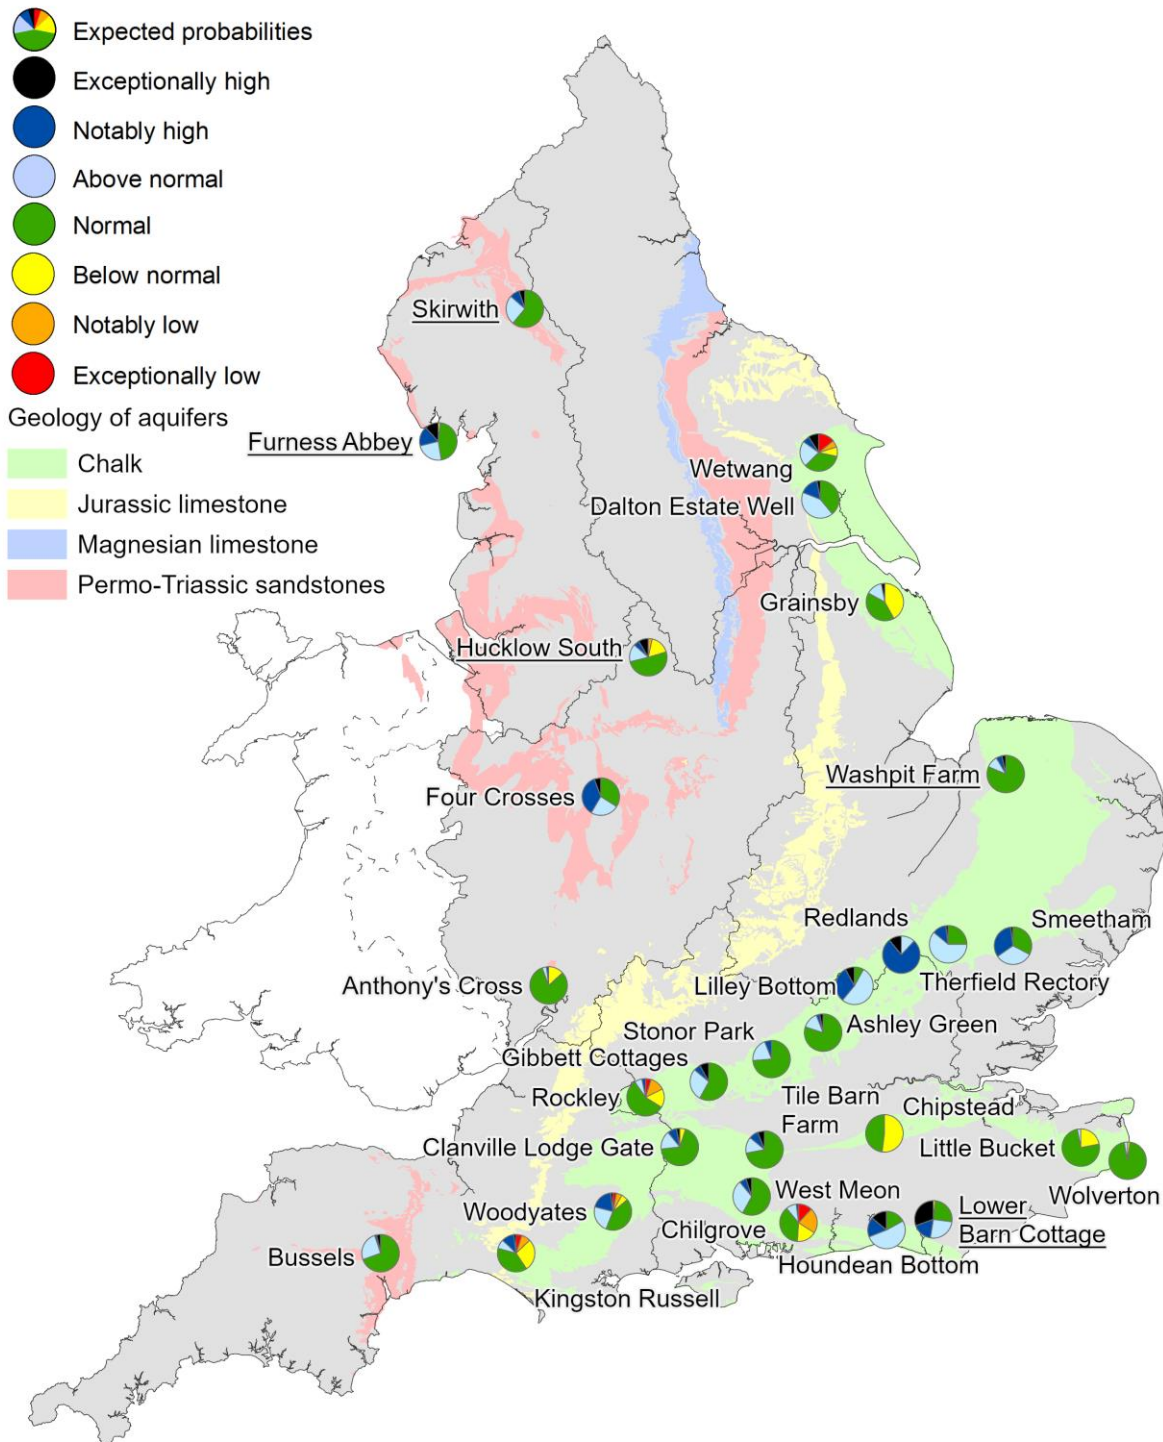 Expected probabilities
Exceptionally high
Notably high
Above normal
Normal
Below normal
Notably low
Exceptionally low
Geology of aquifers
Chalk
Jurassic limestone
Magnesian limestone
Permo-Triassic sandstones
Skirwith
Furness Abbey
Wetwang
Dalton Estate Well
Grainsby
Hucklow South
Washpit Farm
Four Crosses
Redlands
Smeetham
Anthony's Cross
Lilley Bottom
Therfield Rectory
Stonor Park
Ashley Green
Gibbett Cottages
Rockley
Tile Barn
Farm
Chipstead
Clanville Lodge Gate
Little Bucket
Wolverton
West Meon
Woodyates
Chilgrove
Lower
Barn Cottage
Bussels
Houndean Bottom
Kingston Russell